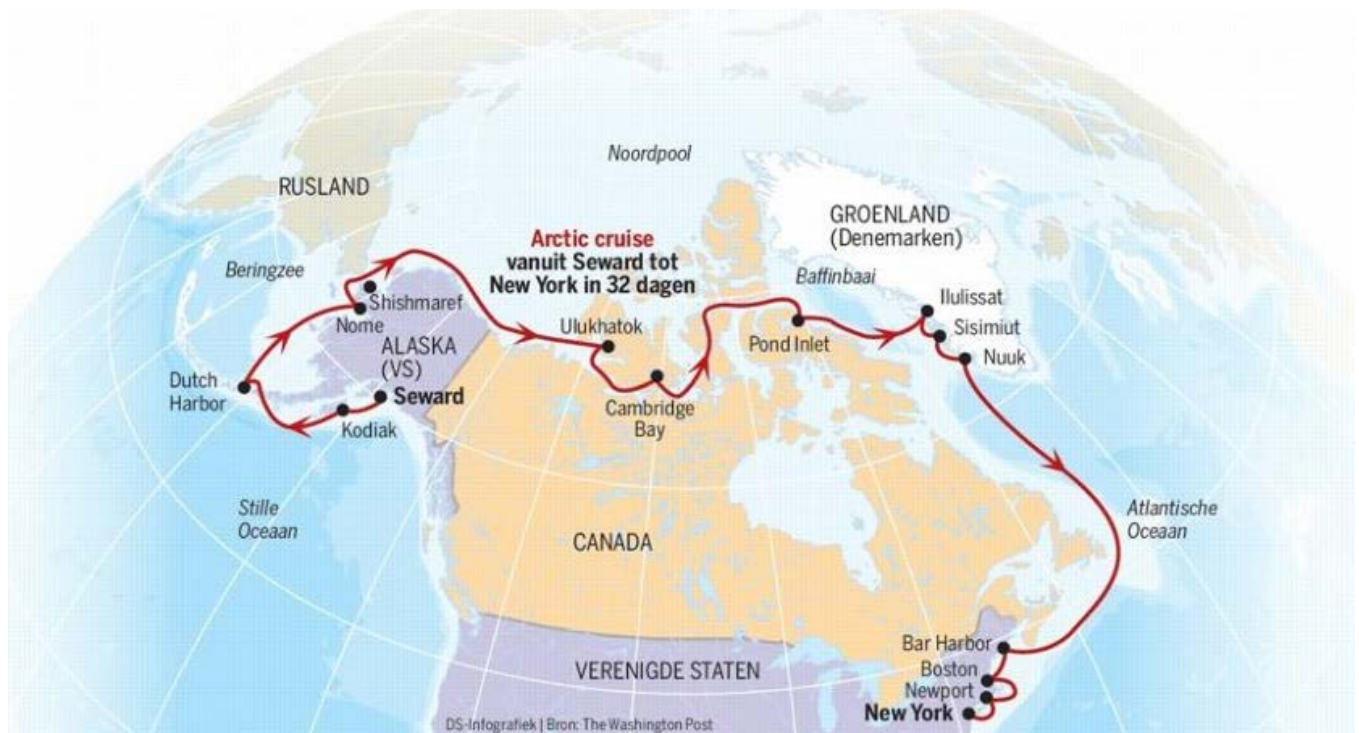 Noordpool
RUSLAND
GROENLAND
(Denemarken)
Arctic cruise
vanuit Seward tot
New York in 32 dagen
Beringzee
Baffinbaai
Shishmaref
Nome
Ilulissat
Sisimiut
Nuuk
Ulukhatok
Pond Inlet
ALASKA
(VS)
Dutch
Harbor
Seward
Kodiak
Cambridge
Bay
Stille
Oceaan
Atlantische
Oceaan
CANADA
Bar Harbor
Boston
Newport
New York
VERENIGDE STATEN
DS-Infografiek | Bron: The Washington Post